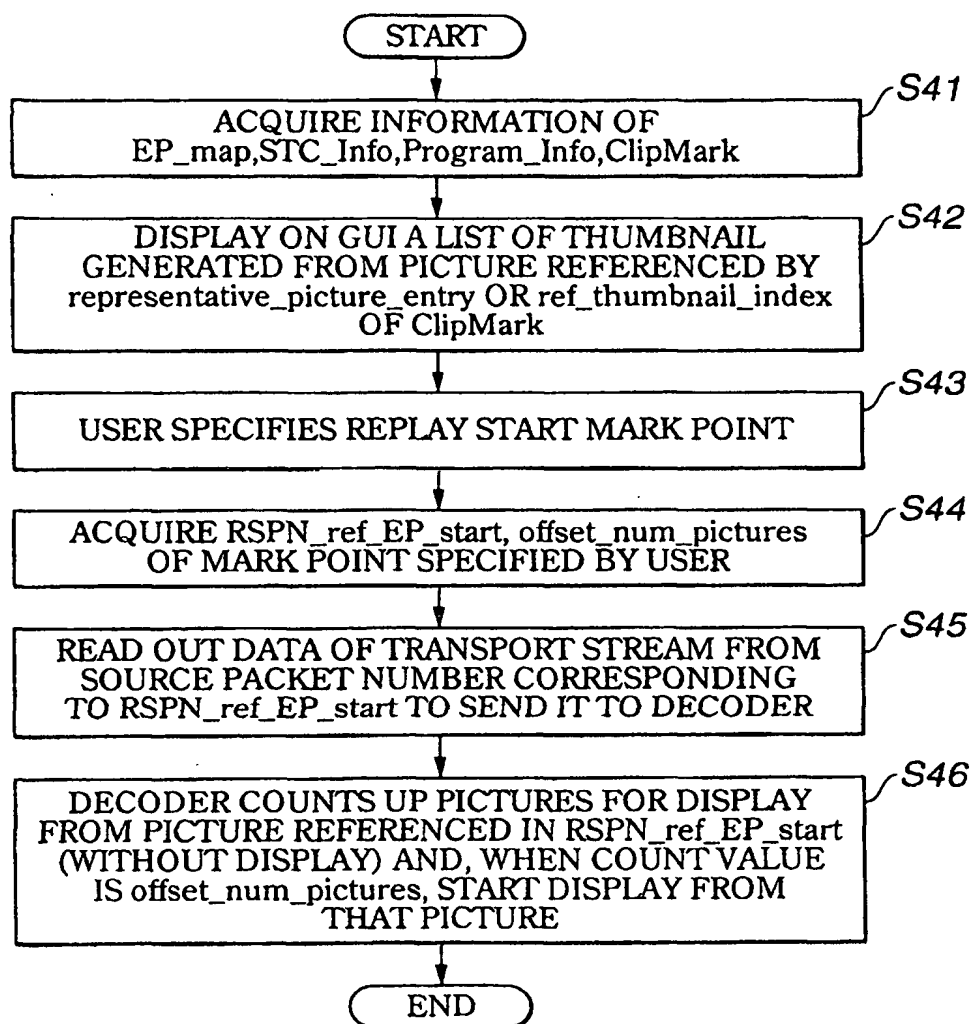 START
S41
ACQUIRE INFORMATION OF
EP_map,STC_Info,Program_Info,ClipMark
S42
DISPLAY ON GUI A LIST OF THUMBNAIL
GENERATED FROM PICTURE REFERENCED BY
representative_picture_entry OR ref_thumbnail_index
OF ClipMark
S43
USER SPECIFIES REPLAY START MARK POINT
S44
ACQUIRE RSPN_ref_EP_start, offset_num_pictures
OF MARK POINT SPECIFIED BY USER
S45
READ OUT DATA OF TRANSPORT STREAM FROM
SOURCE PACKET NUMBER CORRESPONDING
TO RSPN_ref_EP_start TO SEND IT TO DECODER
S46
DECODER COUNTS UP PICTURES FOR DISPLAY
FROM PICTURE REFERENCED IN RSPN_ref_EP_start
(WITHOUT DISPLAY) AND, WHEN COUNT VALUE
IS offset_num_pictures, START DISPLAY FROM
THAT PICTURE
END